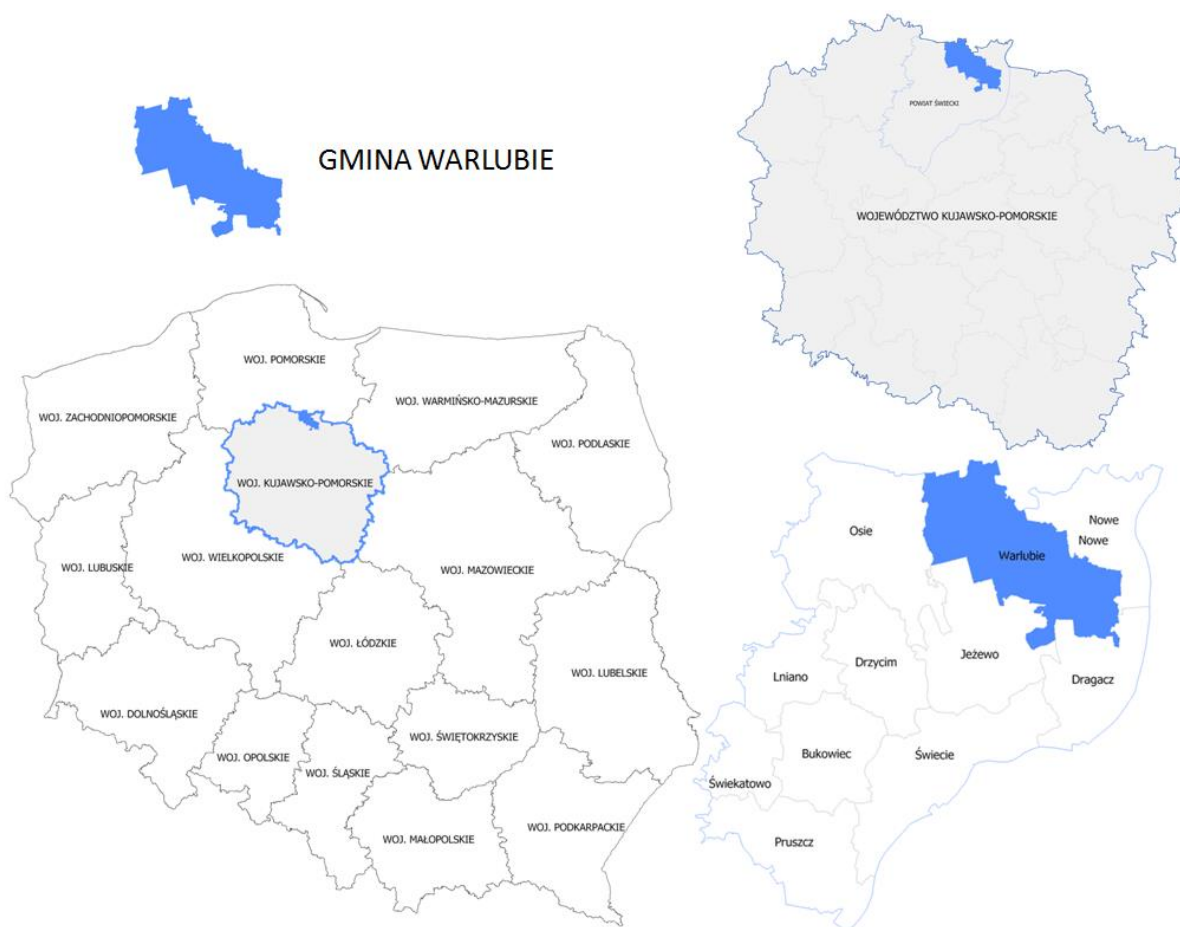 GMINA WARLUBIE
POWIAT ŚWIECKI
WOJEWÓDZTWO KUJAWSKO-POMORSKIE
WOJ. POMORSKIE
WOJ. ZACHODNIOPOMORSKIE
WOJ. WARMIŃSKO-MAZURSKIE
WOJ. PODLASKIE
WOJ. KUJAWSKO-POMORSKIE
WOJ. WIELKOPOLSKIE
WOJ. LUBUSKIE
WOJ. MAZOWIECKIE
WOJ. ŁÓDZKIE
WOJ. LUBELSKIE
WOJ. DOLNOŚLĄSKIE
WOJ. ŚWIĘTOKRZYSKIE
WOJ. OPOLSKIE
WOJ. ŚLĄSKIE
WOJ. MAŁOPOLSKIE
WOJ. PODKARPACKIE
Nowe
Osie
Nowe
Warlubie
Jeżewo
Drzycim
Lniano
Dragacz
Bukowiec
Świecie
Świekatowo
Pruszcz